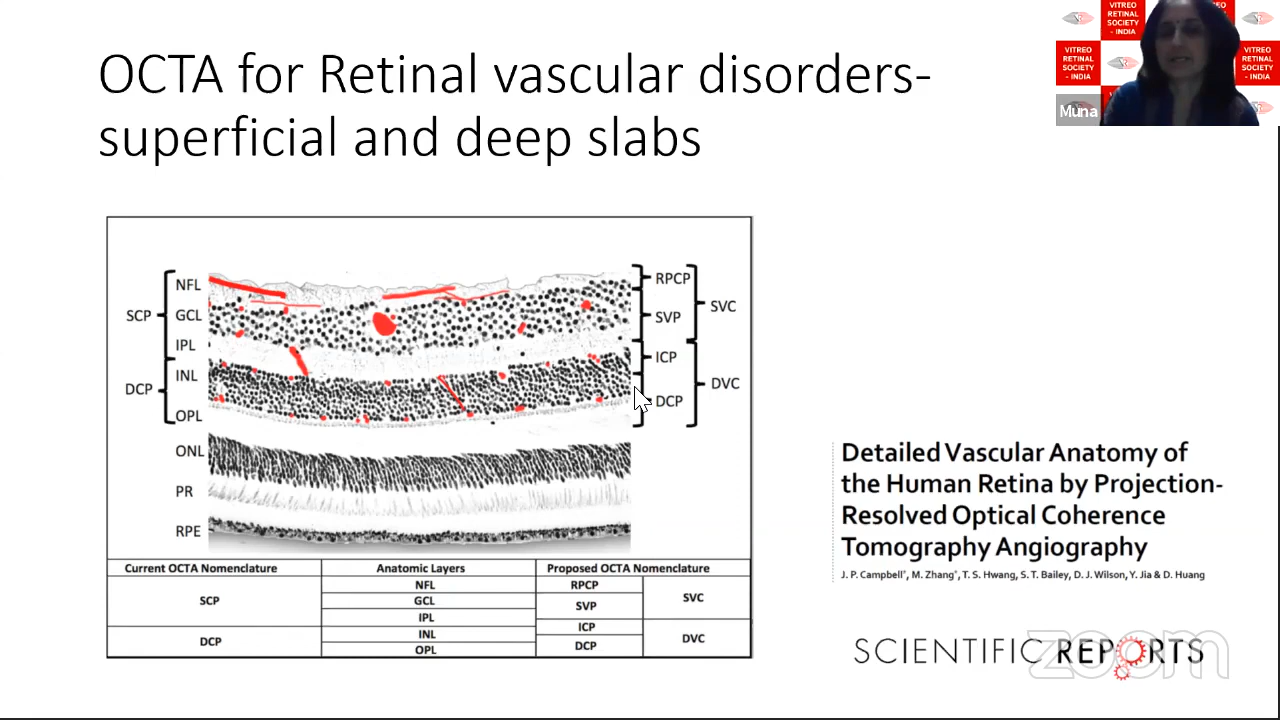 OCTA for Retinal vascular disorders-
superficial and deep slabs
VITREO
RETINAL
SOCIETY
- INDIA
VITREO
RETINAL
SOCIETY
- INDIA
VITREO
RETINAL
SOCIETY
- INDIA
Muna
NFL
GCL
IPL
INL
OPL
ONL
PR
RPE
SCP
DCP
RPCP
SVP
ICP
DCP
SVC
DVC
Current OCTA Nomenclature
Anatomic Layers
Proposed OCTA Nomenclature
SCP
DCP
NFL
GCL
IPL
INL
OPL
RPCP
SVP
ICP
DCP
SVC
DVC
Detailed Vascular Anatomy of
the Human Retina by Projection-
Resolved Optical Coherence
Tomography Angiography
J. P. Campbell*, M. Zhang*, T. S. Hwang, S. T. Bailey, D. J. Wilson, Y. Jia & D. Huang
SCIENTIFIC REPORTS
zoom